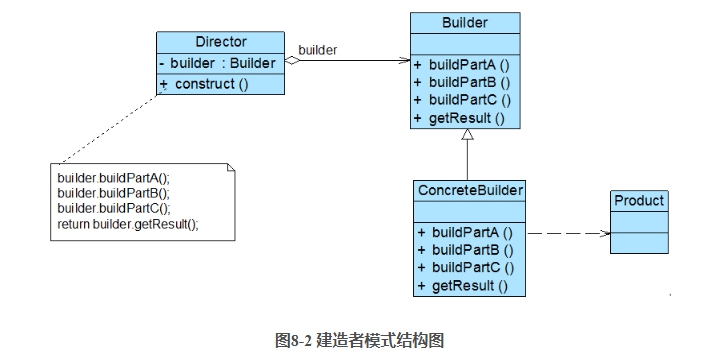 Director
- builder : Builder
+ construct ()
builder
Builder
+ buildPartA ()
+ buildPartB ()
+ buildPartC ()
+ getResult ()
builder.buildPartA();
builder.buildPartB();
builder.buildPartC();
return builder.getResult();
ConcreteBuilder
+ buildPartA ()
+ buildPartB ()
+ buildPartC ()
+ getResult ()
Product
图8-2 建造者模式结构图